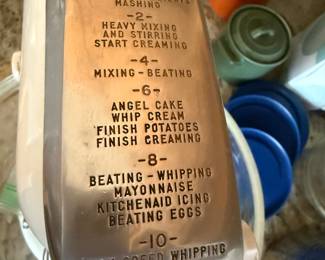 MASHING
-2-
HEAVY MIXING
AND STIRRING
START CREAMING
-4-
MIXING-BEATING
-6-
ANGEL CAKE
WHIP CREAM
FINISH POTATOES
FINISH CREAMING
-8-
BEATING-WHIPPING
MAYONNAISE
KITCHENAID ICING
BEATING EGGS
-10-
SPEED WHIPPING